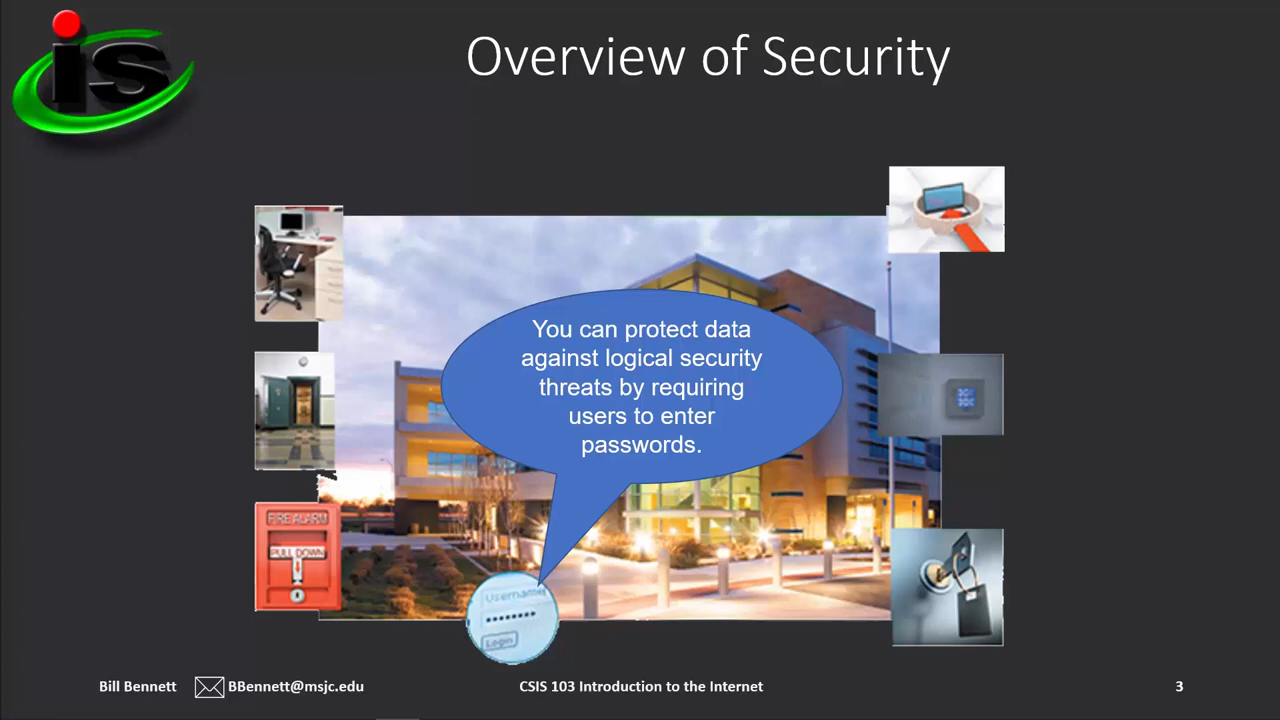 is
Overview of Security
You can protect data
against logical security
threats by requiring
users to enter
passwords.
FIRE ALARM
PULL DOWN
Username
Login
Bill Bennett
BBennett@msjc.edu
CSIS 103 Introduction to the Internet
3